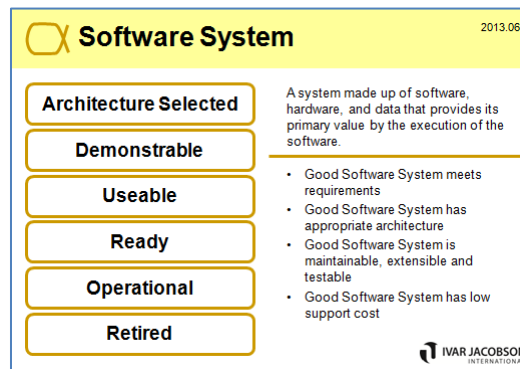 Software System
2013.06
Architecture Selected
Demonstrable
Useable
Ready
Operational
Retired
A system made up of software,
hardware, and data that provides its
primary value by the execution of the
software.
• Good Software System meets
requirements
• Good Software System has
appropriate architecture
• Good Software System is
maintainable, extensible and
testable
• Good Software System has low
support cost
IVAR JACOBSON
INTERNATIONAL